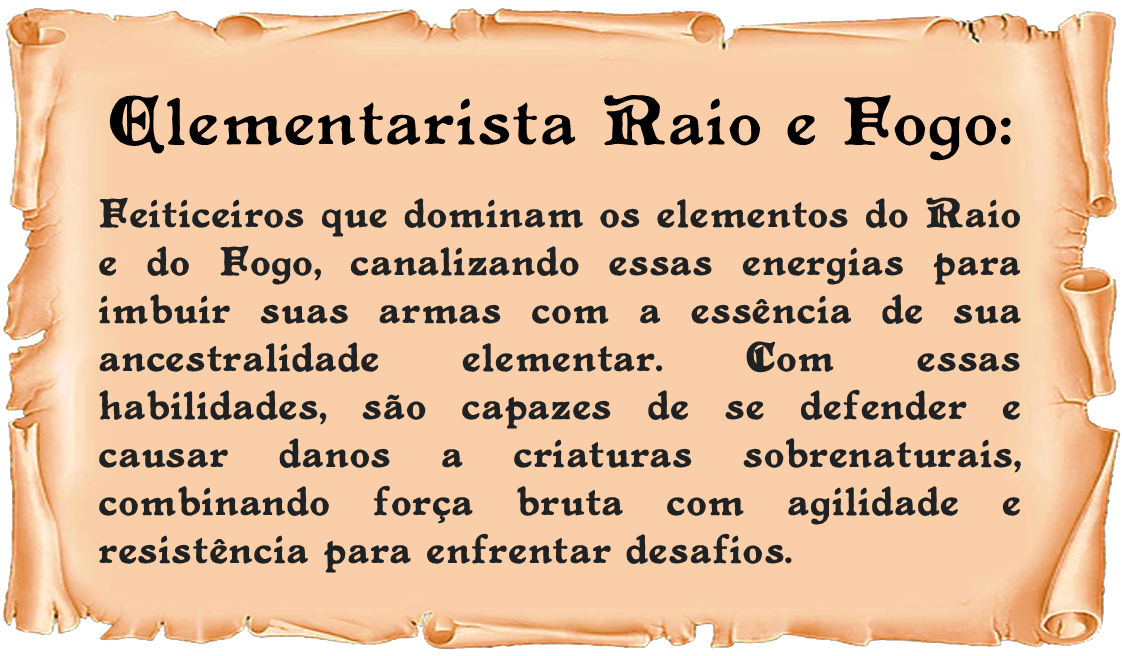 Elementarista Raio e Fogo:
Feiticeiros que dominam os elementos do Raio
e do Fogo, canalizando essas energias para
imbuir suas armas com a essência de sua
ancestralidade elementar. Com essas
habilidades, são capazes de se defender e
causar danos a criaturas sobrenaturais,
combinando força bruta com agilidade e
resistência para enfrentar desafios.